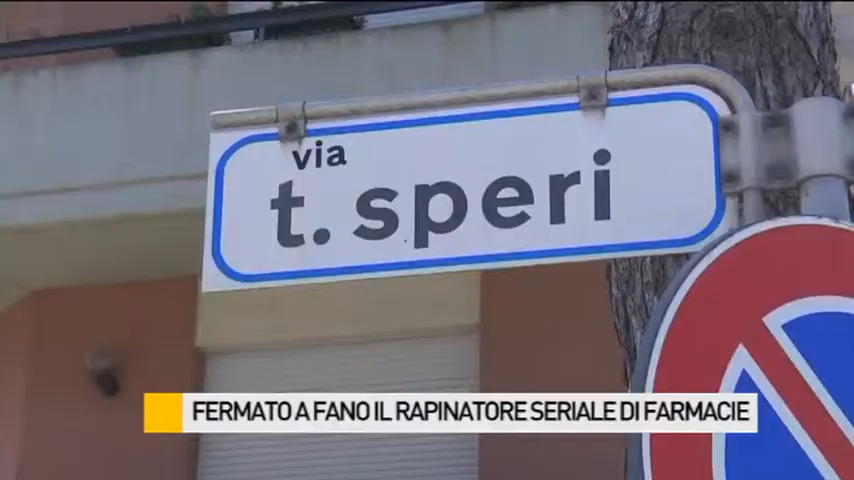 via
t. speri
FERMATO A FANO IL RAPINATORE SERIALE DI FARMACIE